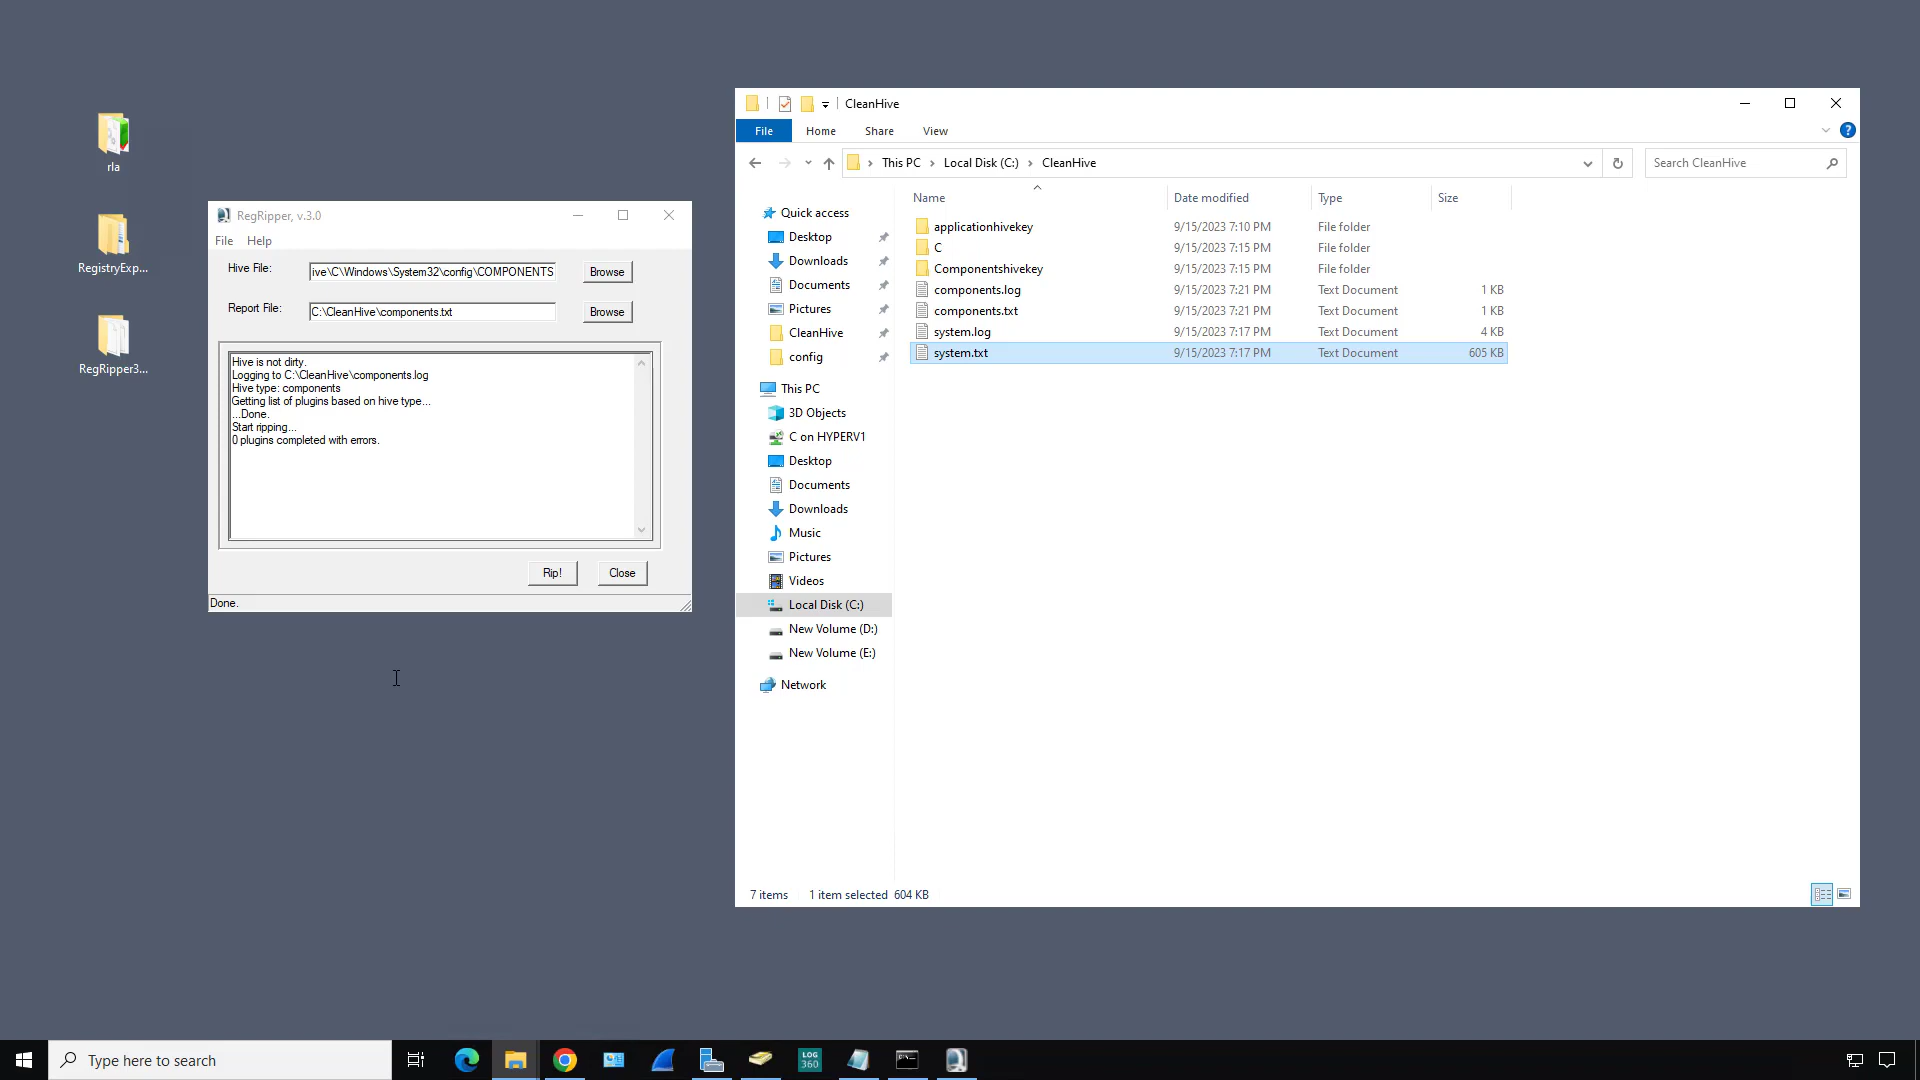 rla
RegistryExp...
RegRipper3...
RegRipper, v.3.0
File Help
Hive File: ive\C\Windows\System32\config\COMPONENTS Browse
Report File: C:\CleanHive\components.txt Browse
Hive is not dirty.
Logging to C:\CleanHive\components.log
Hive type: components
Getting list of plugins based on hive type...
...Done.
Start ripping...
0 plugins completed with errors.
Rip! Close
Done.
CleanHive
File Home Share View
This PC Local Disk (C:) CleanHive
Search CleanHive
Quick access
Desktop
Downloads
Documents
Pictures
CleanHive
config
This PC
3D Objects
C on HYPERV1
Desktop
Documents
Downloads
Music
Pictures
Videos
Local Disk (C:)
New Volume (D:)
New Volume (E:)
Network
Name Date modified Type Size
applicationhivekey 9/15/2023 7:10 PM File folder
C 9/15/2023 7:15 PM File folder
Componentshivekey 9/15/2023 7:15 PM File folder
components.log 9/15/2023 7:21 PM Text Document 1 KB
components.txt 9/15/2023 7:21 PM Text Document 1 KB
system.log 9/15/2023 7:17 PM Text Document 4 KB
system.txt 9/15/2023 7:17 PM Text Document 605 KB
7 items 1 item selected 604 KB
Type here to search
LOG
360